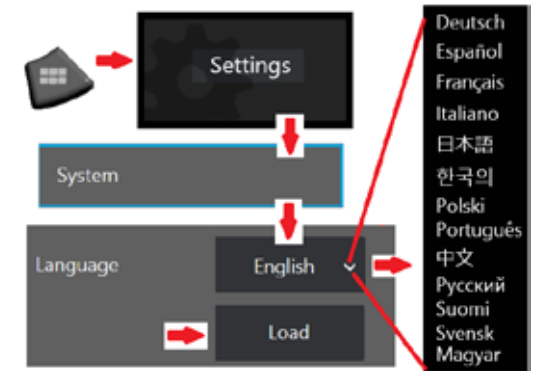 Settings
System
Language
English
Load
Deutsch
Español
Français
Italiano
日本語
한국의
Polski
Português
中文
Русский
Suomi
Svensk
Magyar